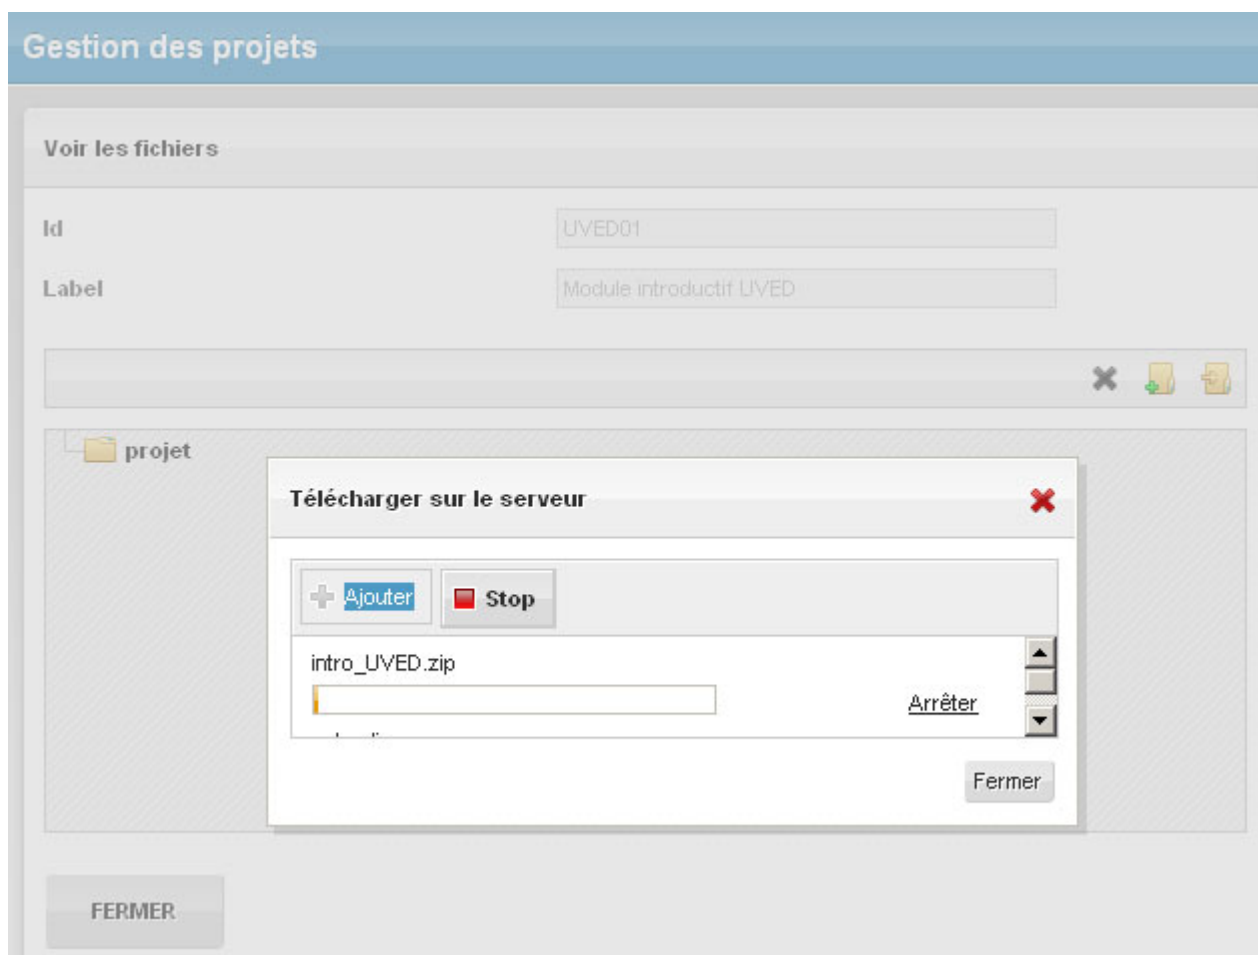 Gestion des projets
Voir les fichiers
Id UVED01
Label Module introductif UVED
projet
Télécharger sur le serveur
Ajouter Stop
intro_UVED.zip
Arrêter
Fermer
FERMER